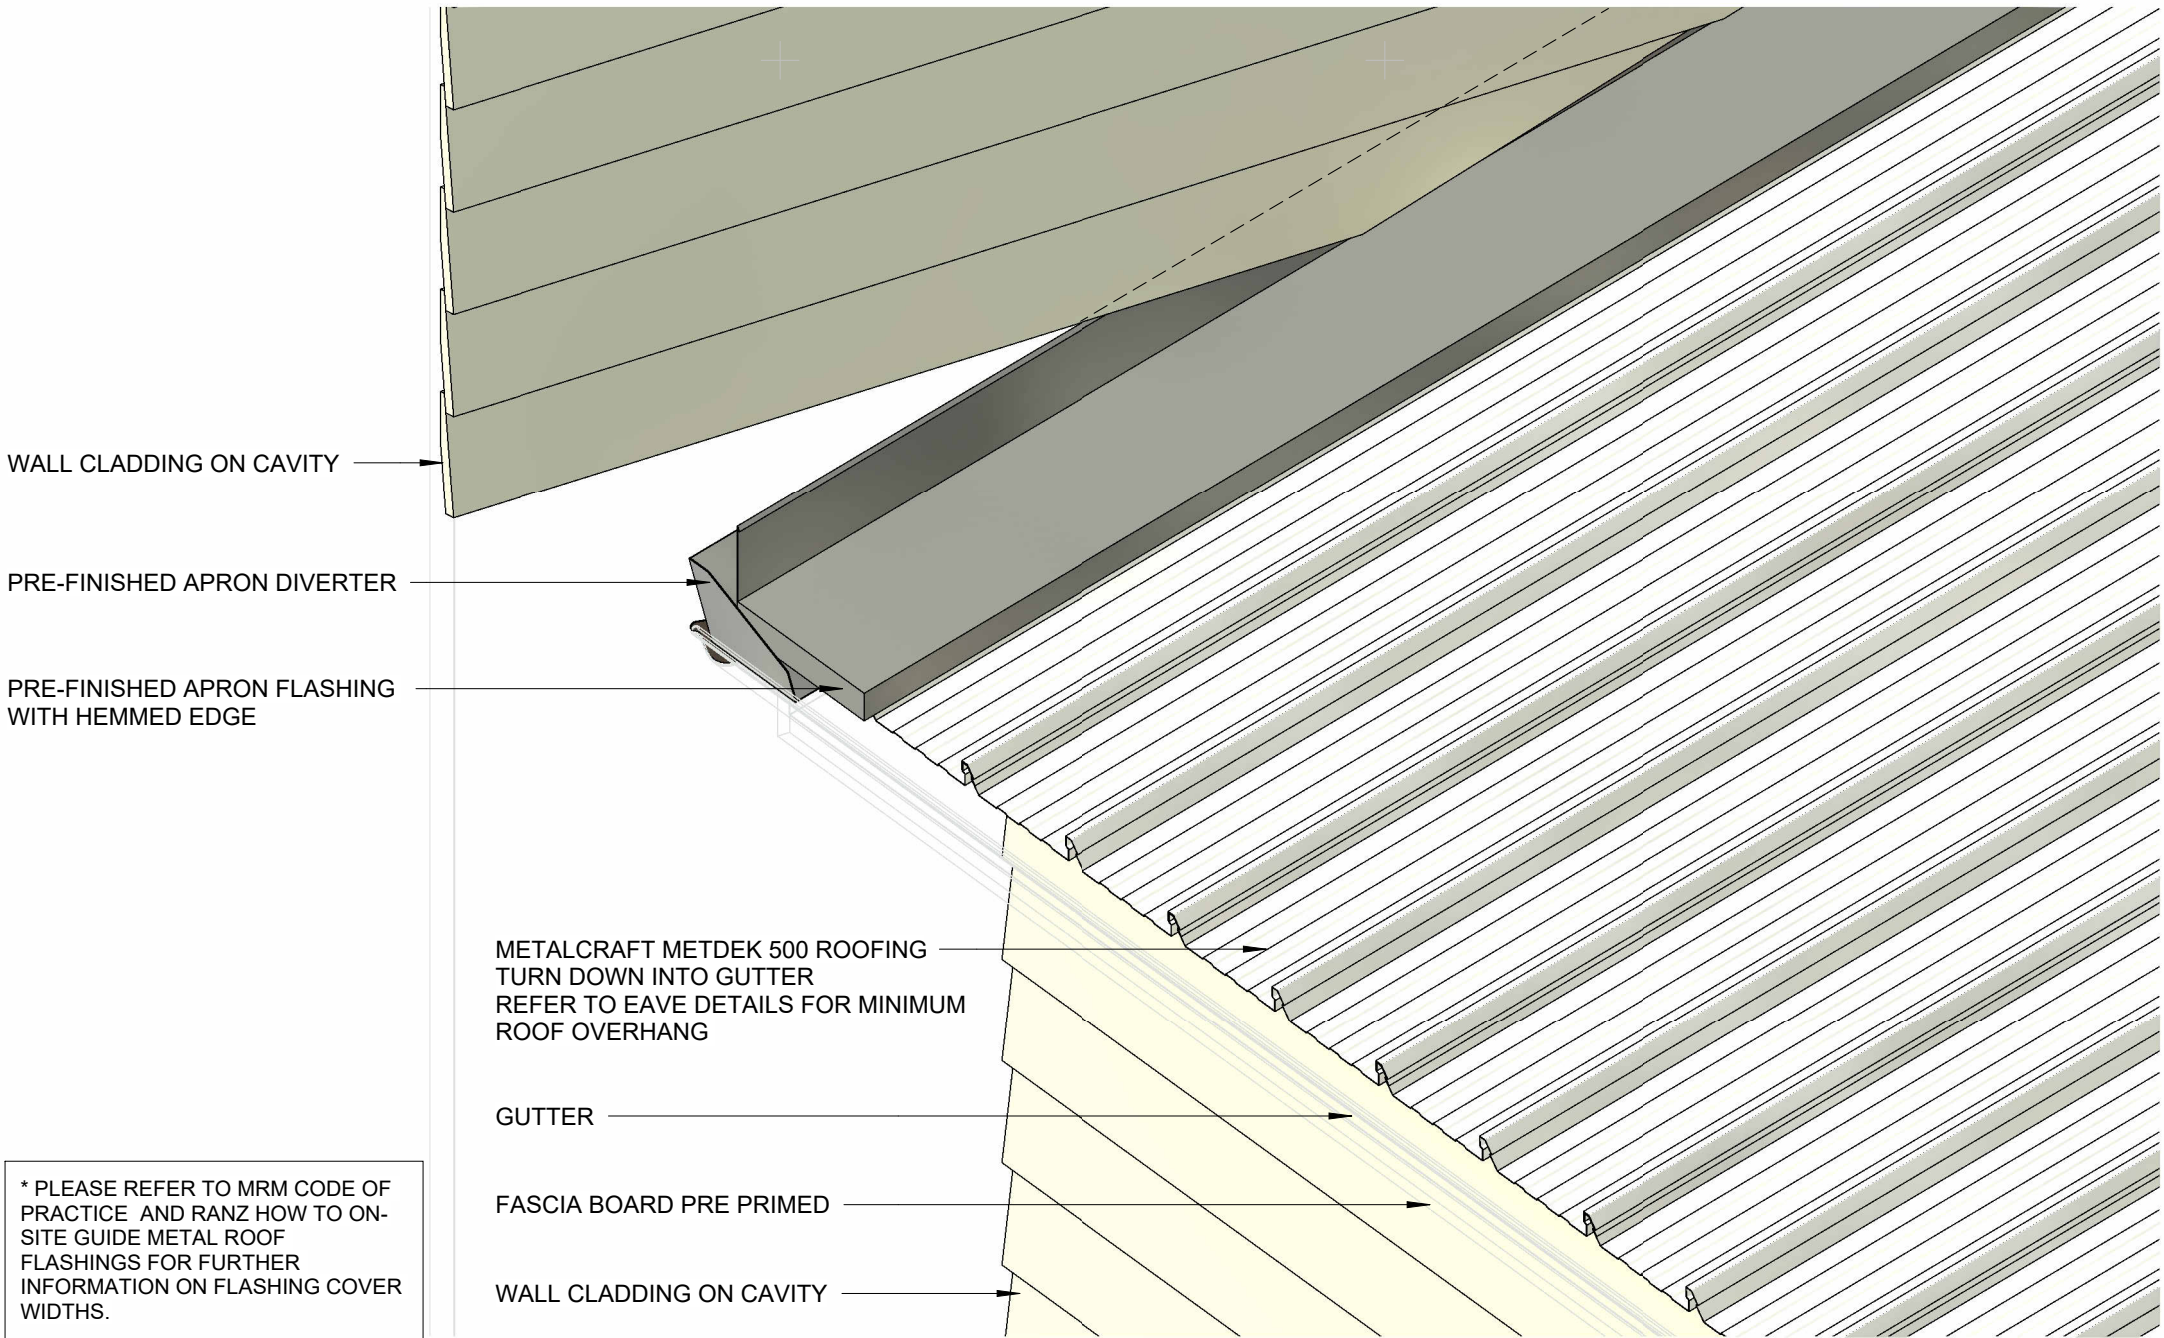 WALL CLADDING ON CAVITY
PRE-FINISHED APRON DIVERTER
PRE-FINISHED APRON FLASHING
WITH HEMMED EDGE
METALCRAFT METDEK 500 ROOFING
TURN DOWN INTO GUTTER
REFER TO EAVE DETAILS FOR MINIMUM
ROOF OVERHANG
GUTTER
FASCIA BOARD PRE PRIMED
WALL CLADDING ON CAVITY
* PLEASE REFER TO MRM CODE OF
PRACTICE AND RANZ HOW TO ON-
SITE GUIDE METAL ROOF
FLASHINGS FOR FURTHER
INFORMATION ON FLASHING COVER
WIDTHS.